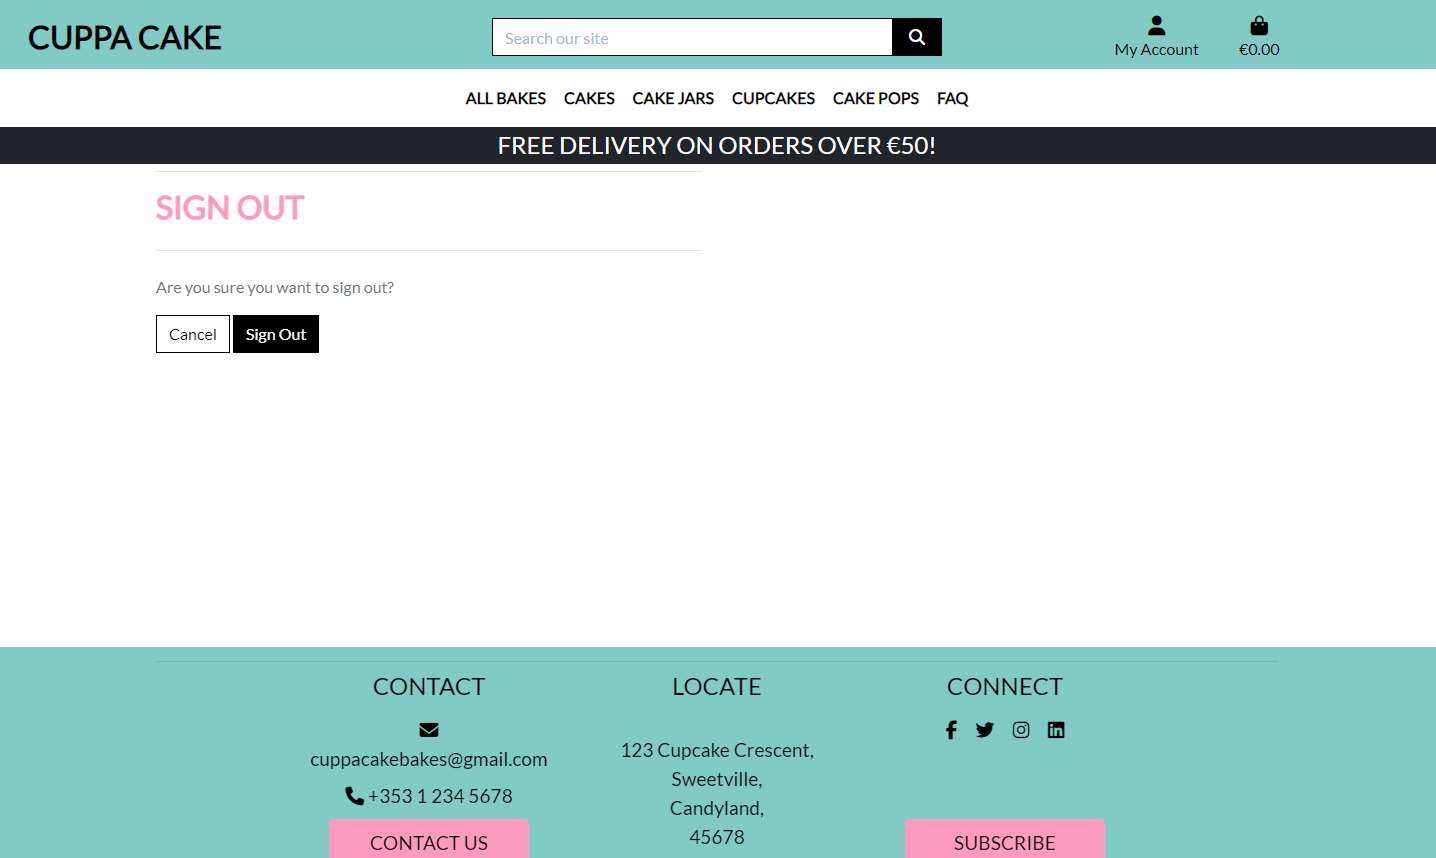 CUPPA CAKE
Search our site
My Account
€0.00
ALL BAKES CAKES CAKE JARS CUPCAKES CAKE POPS FAQ
FREE DELIVERY ON ORDERS OVER €50!
SIGN OUT
Are you sure you want to sign out?
Cancel Sign Out
CONTACT
cuppacakebakes@gmail.com
+353 1 234 5678
CONTACT US
LOCATE
123 Cupcake Crescent,
Sweetville,
Candyland,
45678
CONNECT
SUBSCRIBE